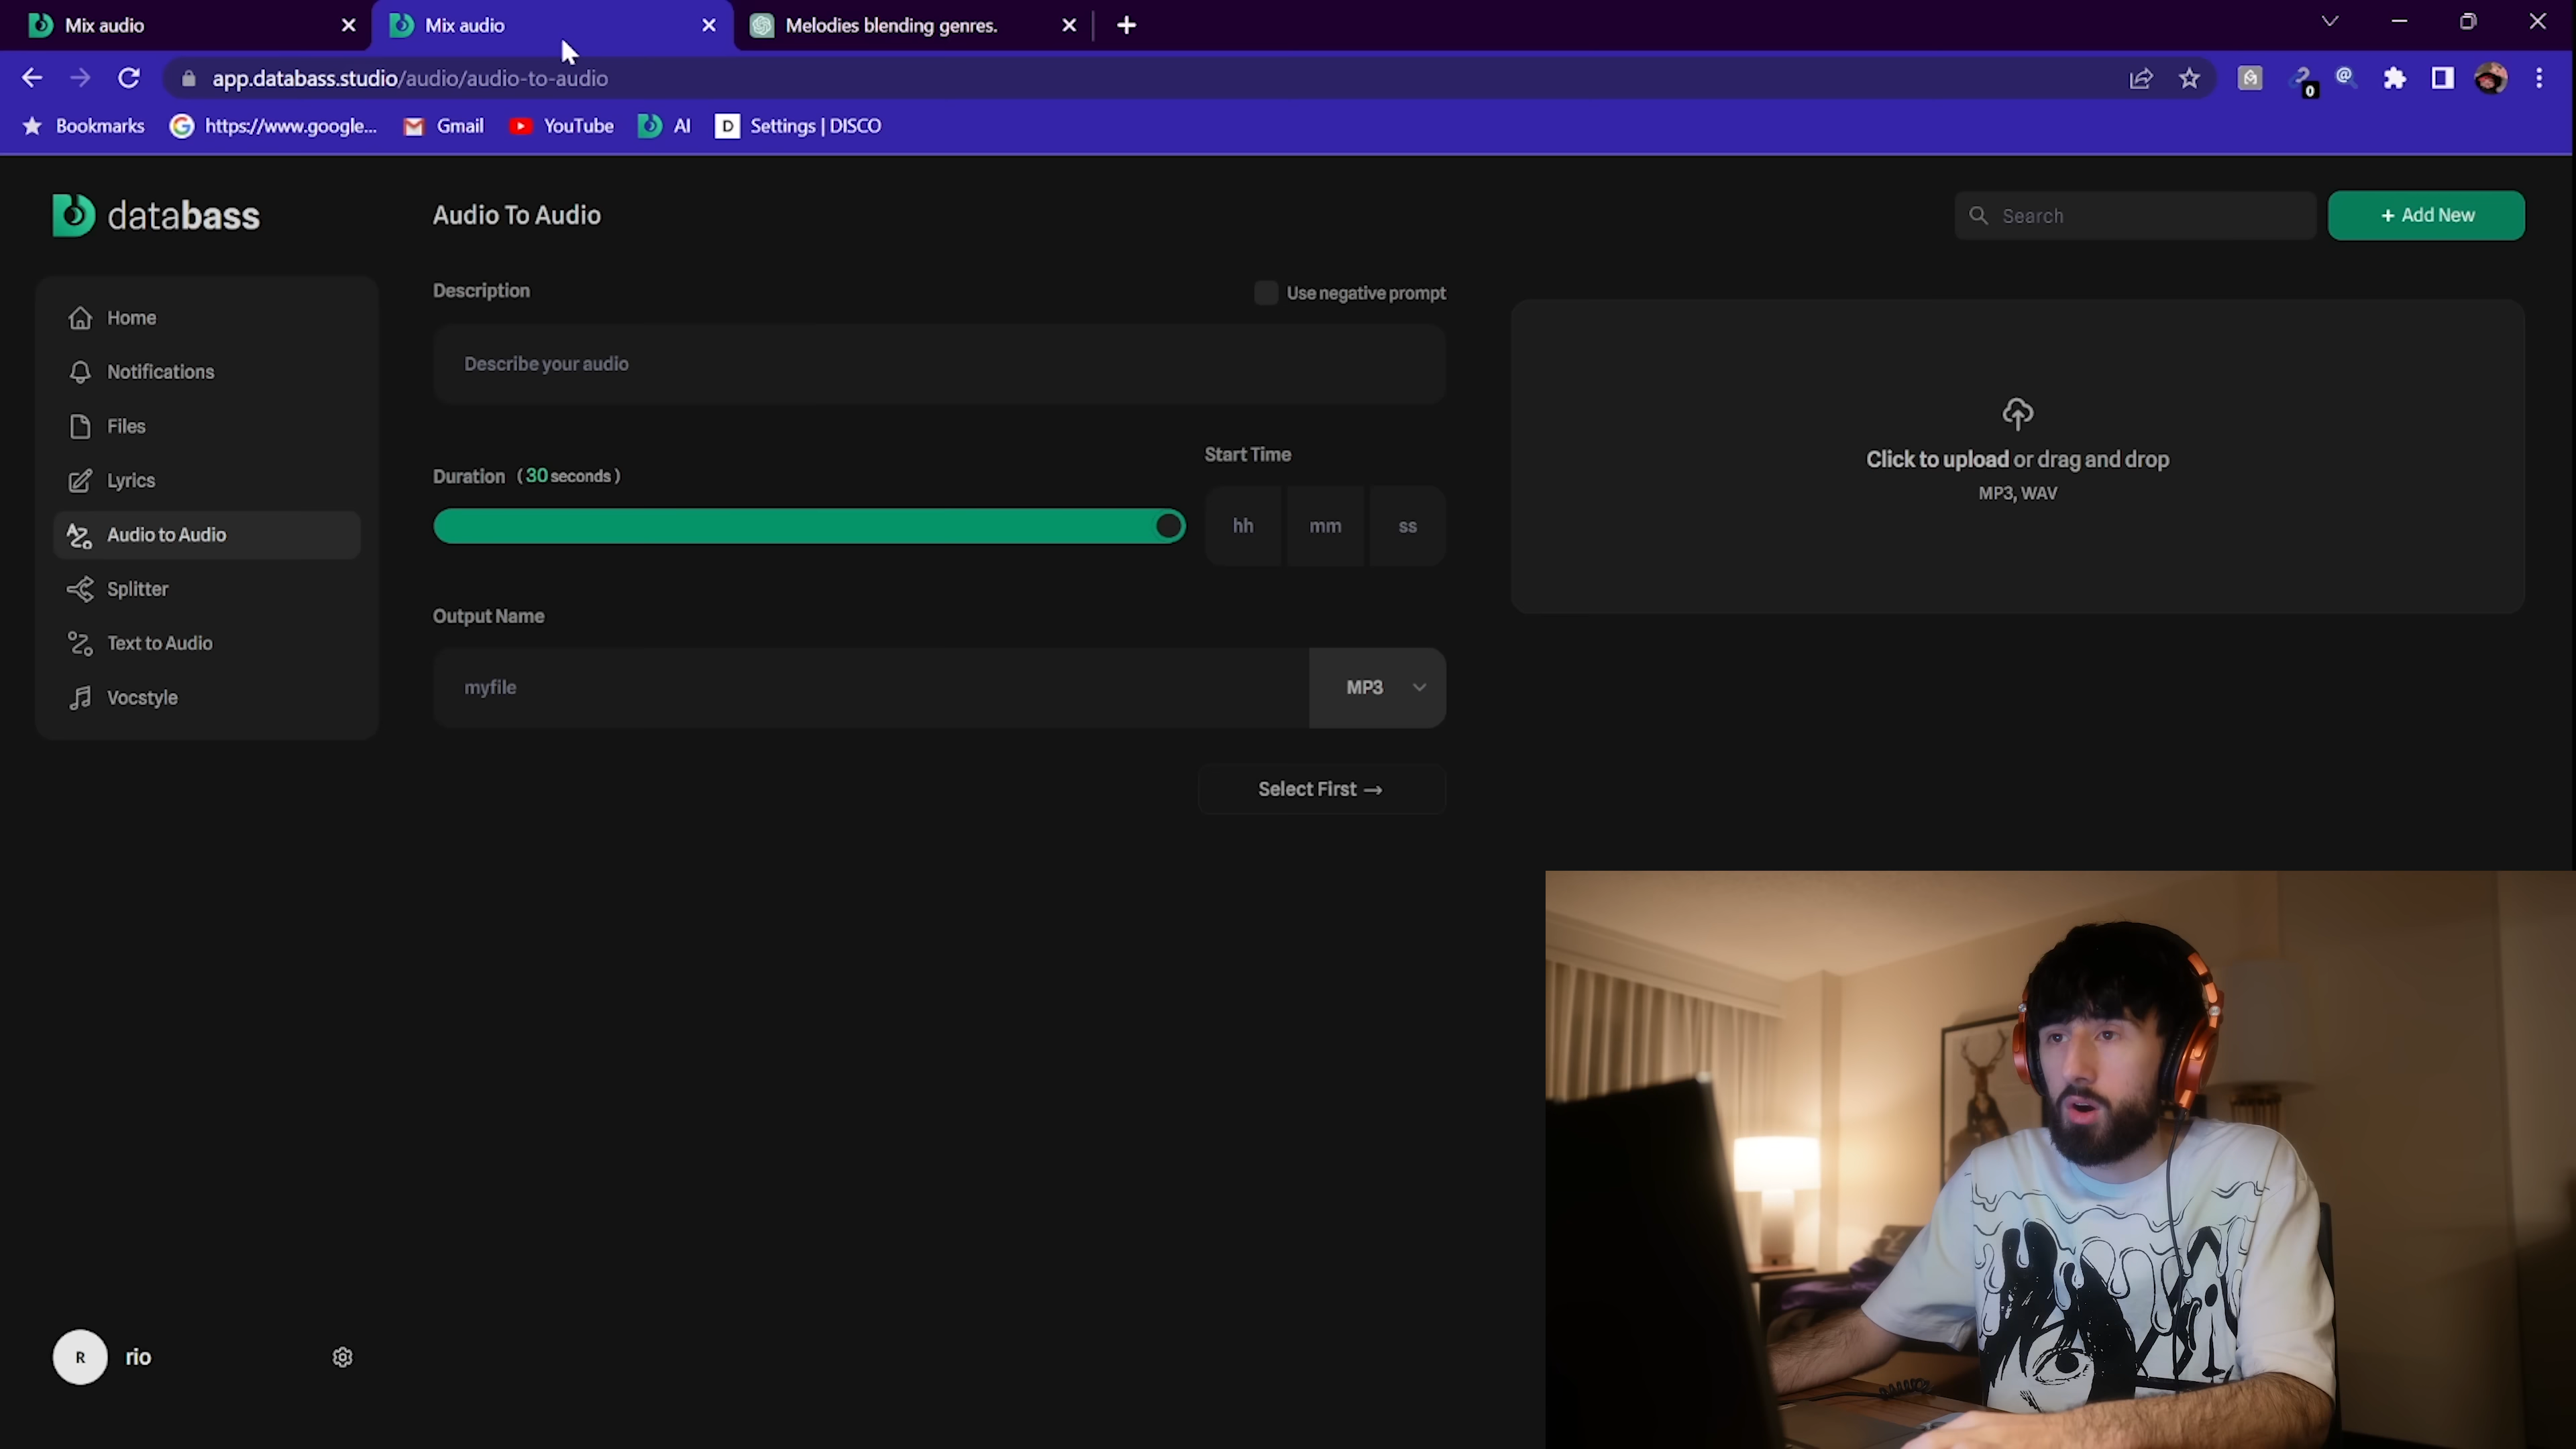 Mix audio
Mix audio
Melodies blending genres.
app.databass.studio/audio/audio-to-audio
0
Bookmarks
https://www.google...
Gmail
YouTube
AI
D
Settings | DISCO
databass
Audio To Audio
Search
+ Add New
Home
Notifications
Files
Lyrics
Audio to Audio
Splitter
Text to Audio
Vocstyle
Description
Use negative prompt
Describe your audio
Duration (30 seconds)
Start Time
hh
mm
ss
Output Name
myfile
MP3
Select First →
Click to upload or drag and drop
MP3, WAV
R
rio